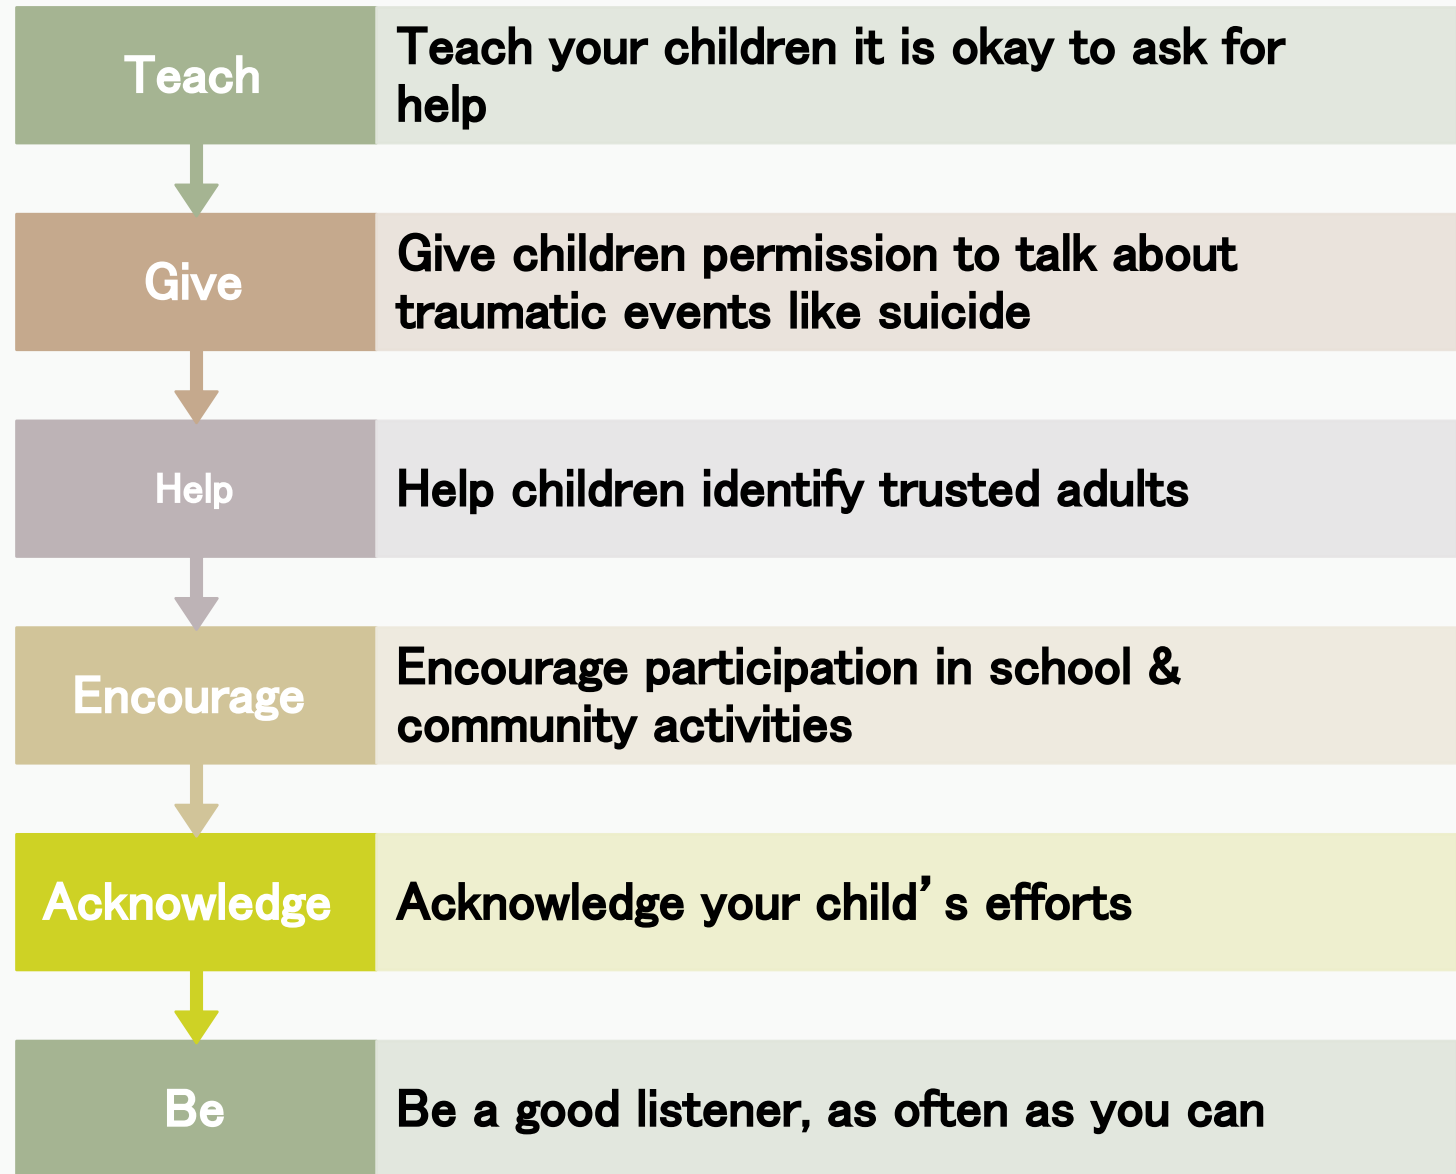 Teach
Teach your children it is okay to ask for
help
Give
Give children permission to talk about
traumatic events like suicide
Help
Help children identify trusted adults
Encourage
Encourage participation in school &
community activities
Acknowledge
Acknowledge your child’s efforts
Be
Be a good listener, as often as you can